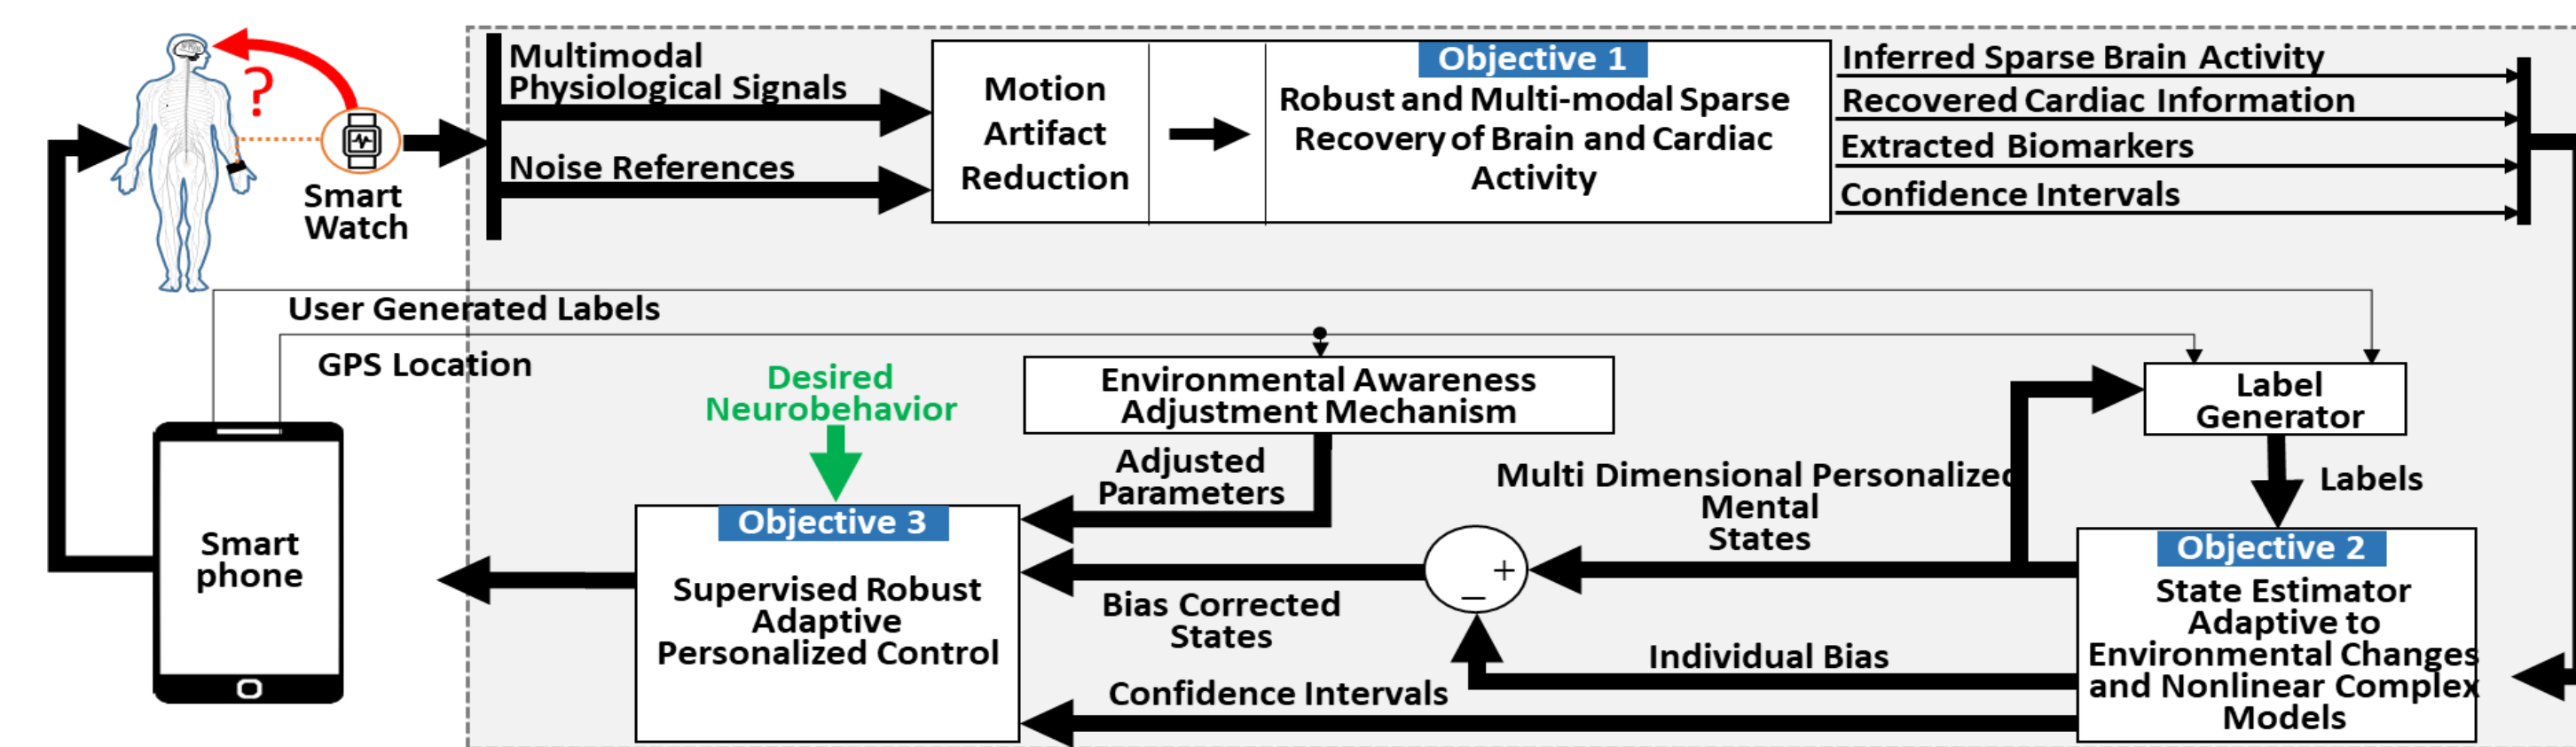 Multimodal
Physiological Signals
Noise References
?
Smart
Watch
Motion
Artifact
Reduction
Objective 1
Robust and Multi-modal Sparse
Recovery of Brain and Cardiac
Activity
Inferred Sparse Brain Activity
Recovered Cardiac Information
Extracted Biomarkers
Confidence Intervals
User Generated Labels
GPS Location
Desired
Neurobehavior
Environmental Awareness
Adjustment Mechanism
Label
Generator
Adjusted
Parameters
Multi Dimensional Personalized
Mental
States
Labels
Smart
phone
Objective 3
Supervised Robust
Adaptive
Personalized Control
+
−
Bias Corrected
States
Individual Bias
Confidence Intervals
Objective 2
State Estimator
Adaptive to
Environmental Changes
and Nonlinear Complex
Models